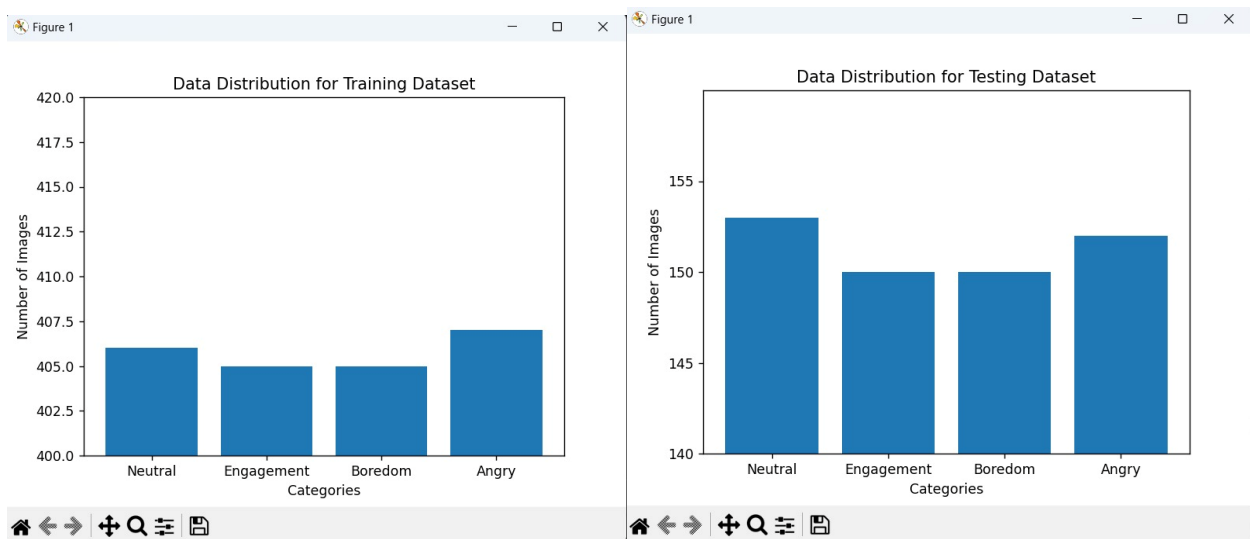 Figure 1
Data Distribution for Training Dataset
420.0
417.5
415.0
412.5
410.0
407.5
405.0
402.5
400.0
Number of Images
Neutral Engagement Boredom Angry
Categories
Figure 1
Data Distribution for Testing Dataset
155
150
145
140
Number of Images
Neutral Engagement Boredom Angry
Categories